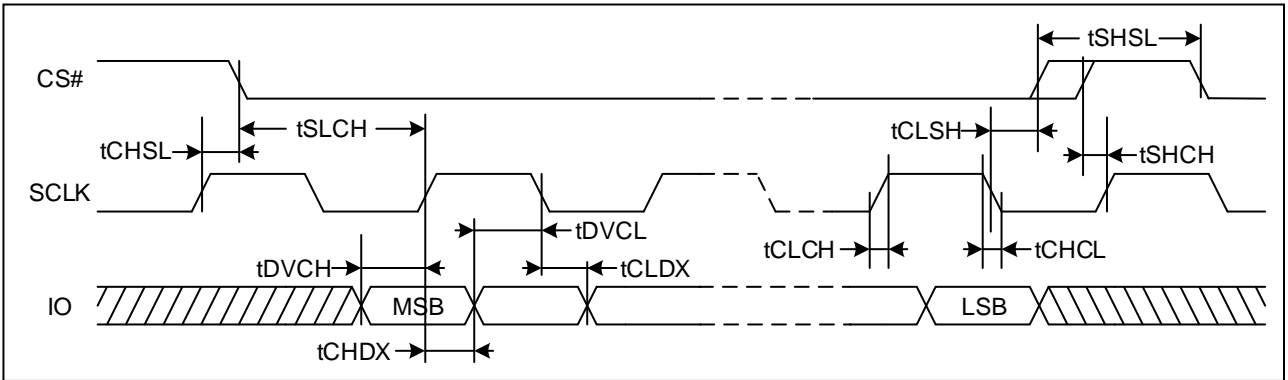 tSHSL
CS#
tSLCH
tCLSH
tCHSL
tSHCH
SCLK
tDVCL
tCLCH
tCHCL
tDVCH
tCLDX
IO
MSB
LSB
tCHDX